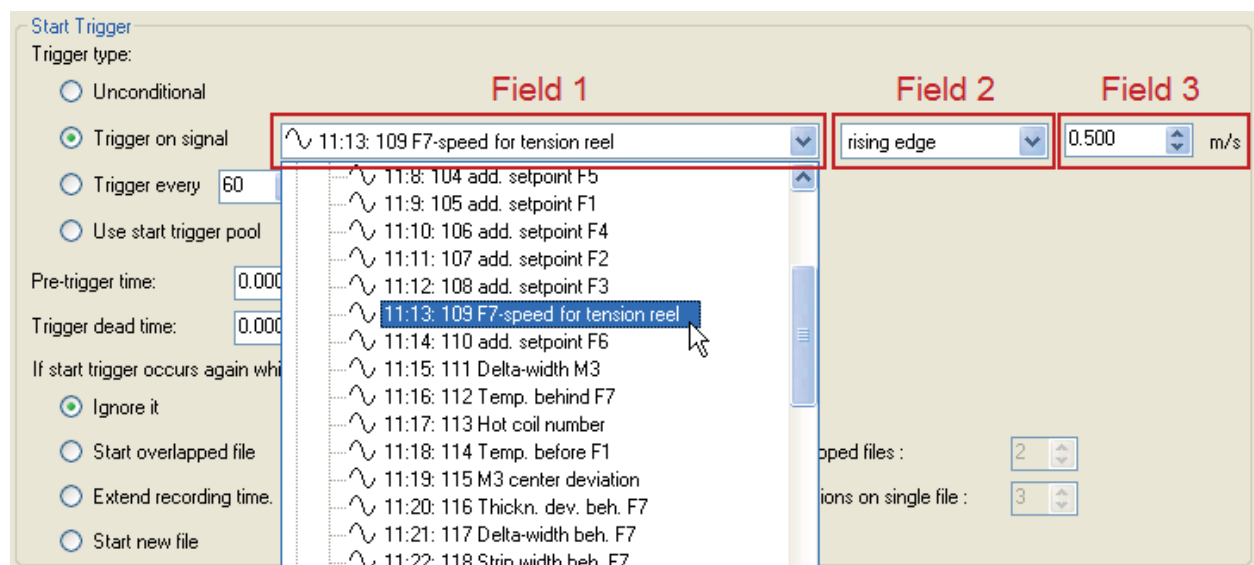 Start Trigger
Trigger type:
Field 1 Field 2 Field 3
Unconditional
Trigger on signal 11:13: 109 F7-speed for tension reel rising edge 0.500 m/s
11:8: 104 add. setpoint F5
Trigger every 60
11:9: 105 add. setpoint F1
11:10: 106 add. setpoint F4
Use start trigger pool
11:11: 107 add. setpoint F2
Pre-trigger time: 0.000
11:12: 108 add. setpoint F3
11:13: 109 F7-speed for tension reel
Trigger dead time: 0.000
11:14: 110 add. setpoint F6
If start trigger occurs again whi
11:15: 111 Delta-width M3
11:16: 112 Temp. behind F7
Ignore it
11:17: 113 Hot coil number
Start overlapped file 11:18: 114 Temp. before F1 pped files : 2
11:19: 115 M3 center deviation
Extend recording time. ions on single file : 3
11:20: 116 Thickn. dev. beh. F7
11:21: 117 Delta-width beh. F7
Start new file
11:22: 118 Strip width beh. F7